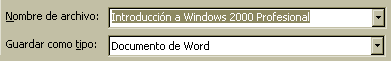 Nombre de archivo: Introducción a Windows 2000 Profesional
Guardar como tipo: Documento de Word